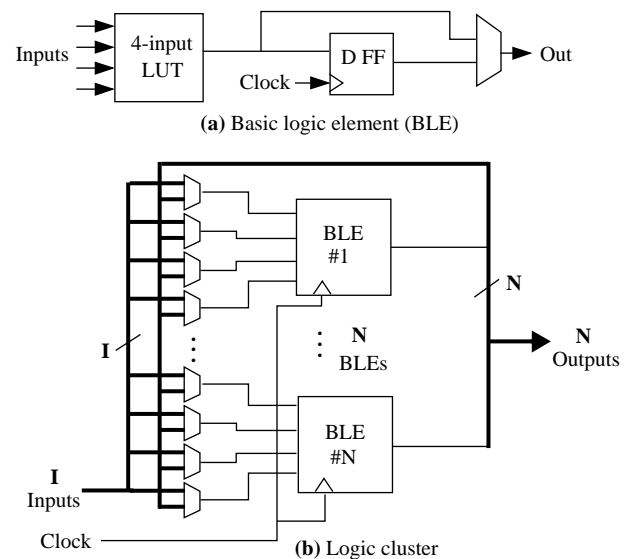 Inputs
4-input
LUT
D FF
Clock
Out
(a) Basic logic element (BLE)
BLE
#1
N
I
N
BLEs
N
Outputs
BLE
#N
I
Inputs
Clock
(b) Logic cluster